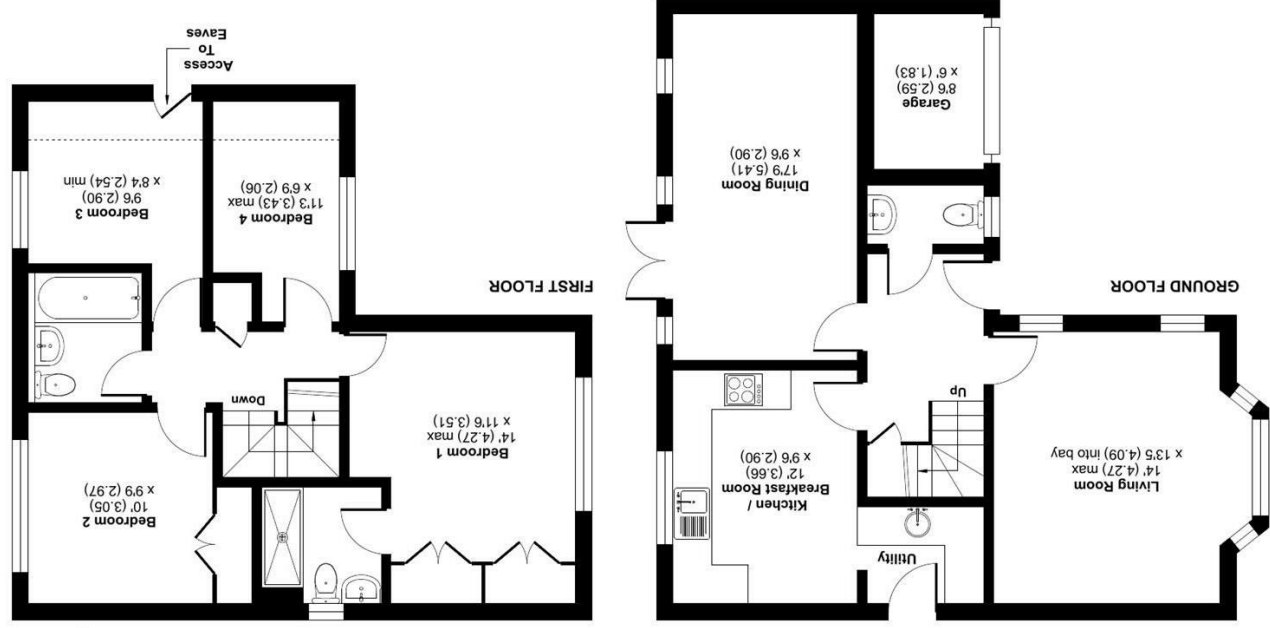 GROUND FLOOR
Living Room
14' (4.27) max
x 13'5 (4.09) into bay
Up
Utility
Kitchen /
Breakfast Room
12' (3.66)
x 9'6 (2.90)
Dining Room
17'9 (5.41)
x 9'6 (2.90)
Garage
8'6 (2.59)
x 6' (1.83)
FIRST FLOOR
Bedroom 1
14' (4.27) max
x 11'6 (3.51)
Down
Bedroom 2
10' (3.05)
x 9'9 (2.97)
Bedroom 4
11'3 (3.43) max
x 6'9 (2.06)
Bedroom 3
9'6 (2.90)
x 8'4 (2.54) min
Access
To
Eaves